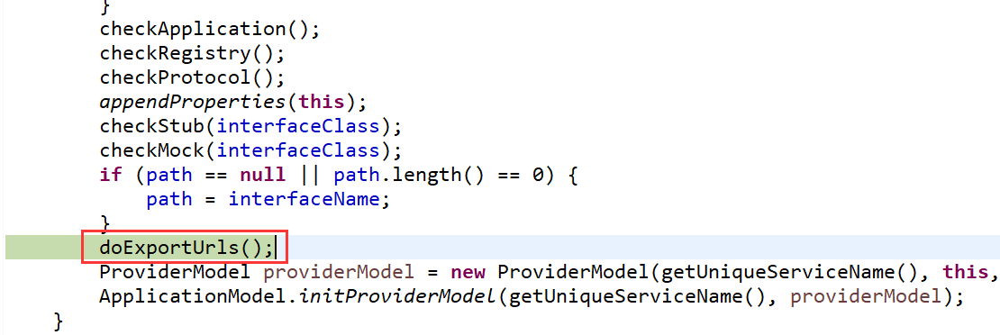 }
checkApplication();
checkRegistry();
checkProtocol();
appendProperties(this);
checkStub(interfaceClass);
checkMock(interfaceClass);
if (path == null || path.length() == 0) {
path = interfaceName;
}
doExportUrls();
ProviderModel providerModel = new ProviderModel(getUniqueServiceName(), this,
ApplicationModel.initProviderModel(getUniqueServiceName(), providerModel);
}